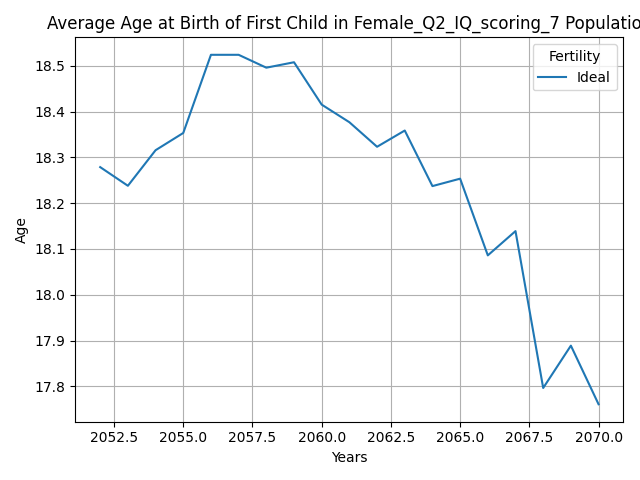 Average Age at Birth of First Child in Female_Q2_IQ_scoring_7 Populatio
Fertility
Ideal
18.5
18.4
18.3
18.2
18.1
18.0
17.9
17.8
Age
2052.5 2055.0 2057.5 2060.0 2062.5 2065.0 2067.5 2070.0
Years